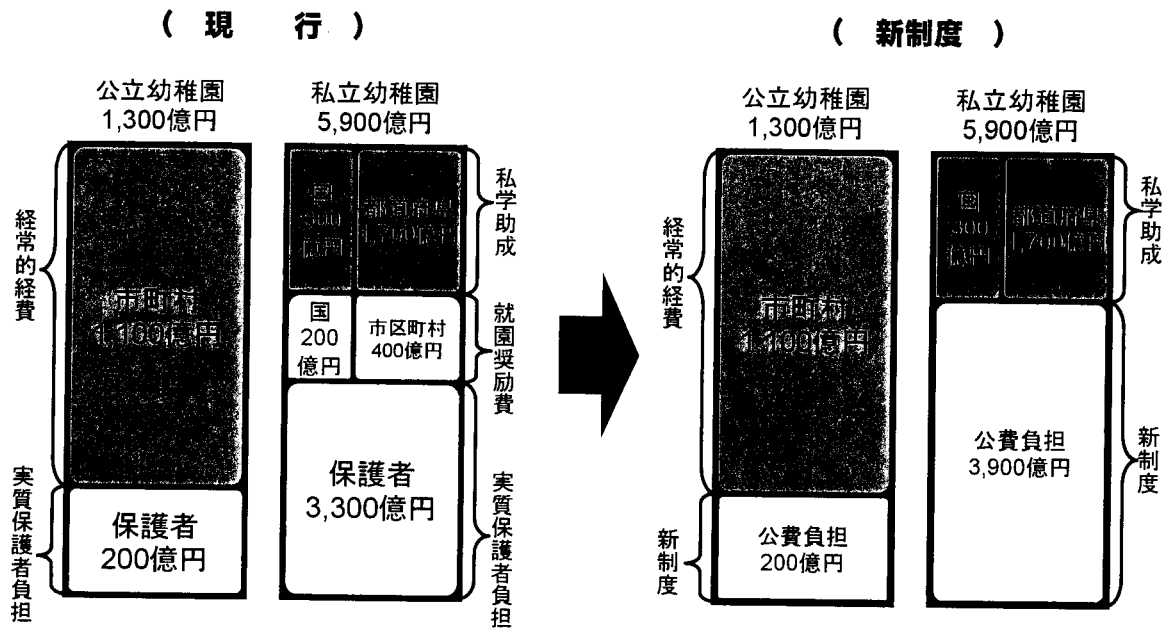 （ 現 行 ）
公立幼稚園
1,300億円
私立幼稚園
5,900億円
経常的経費
市町村
1,100億円
実質保護者負担
保護者
200億円
国
300
億円
都道府県
1,700億円
私学助成
国
200
億円
市区町村
400億円
就園奨励費
保護者
3,300億円
実質保護者負担
（ 新制度 ）
公立幼稚園
1,300億円
私立幼稚園
5,900億円
経常的経費
市町村
1,100億円
新制度
公費負担
200億円
国
300
億円
都道府県
1,700億円
私学助成
公費負担
3,900億円
新制度